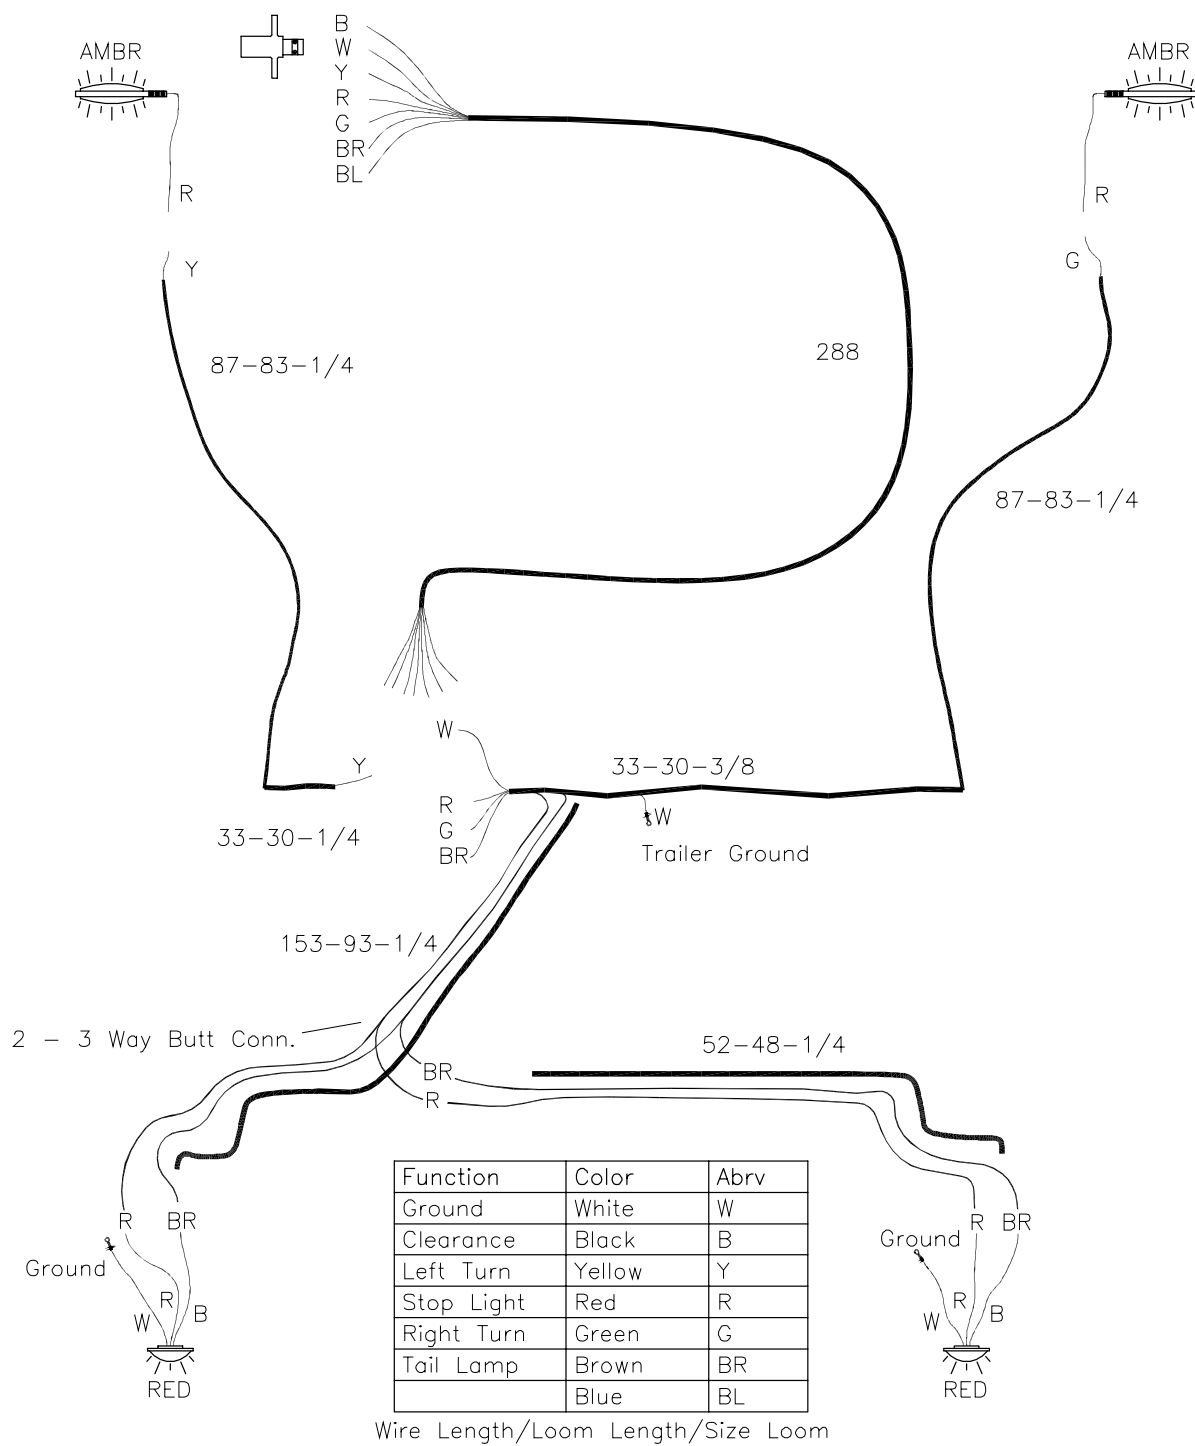 B
W
AMBR
AMBR
Y
R
G
BR
BL
R
R
Y
G
288
87-83-1/4
87-83-1/4
W
Y
33-30-3/8
R
W
G
33-30-1/4
BR
Trailer Ground
153-93-1/4
2 - 3 Way Butt Conn.
52-48-1/4
BR
R
Function Color Abrv
Ground White W
Clearance Black B
Left Turn Yellow Y
Stop Light Red R
Right Turn Green G
Tail Lamp Brown BR
Blue BL
Wire Length/Loom Length/Size Loom
R
BR
Ground
R
B
W
RED
R
BR
Ground
R
B
W
RED